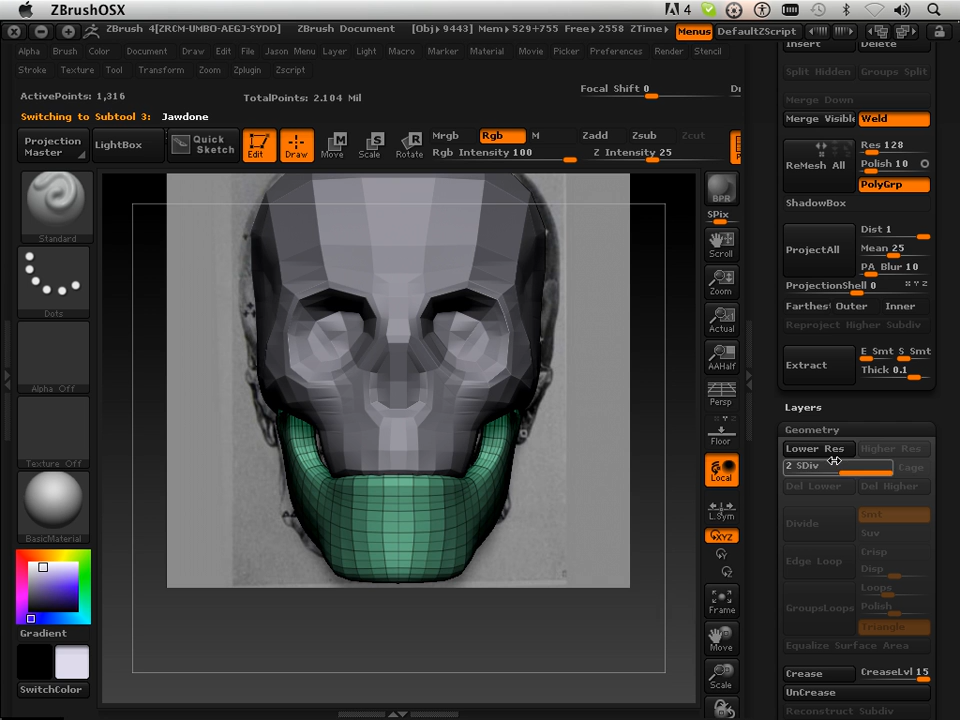 ZBrushOSX
4
ZBrush 4[ZRCM-UMBO-AEGJ-SYDD] [Obj> 9443] Mem> 529+755 Free> 2558 ZTime> Menus DefaultZScript
Alpha Brush Color Document Draw Edit File Jason Menu Layer Light Macro Marker Material Movie Picker Preferences Render Stencil
Stroke Texture Tool Transform Zoom Zplugin Zscript
ActivePoints: 1,316
TotalPoints: 2.104 Mil
Focal Shift 0
Dr
Switching to Subtool 3: Jawdone
Projection Master
LightBox
Quick Sketch
Edit
Draw
Move
Scale
Rotate
Mrgb Rgb M Zadd Zsub Zcut
Rgb Intensity 100 Z Intensity 25
Standard
Dots
Alpha Off
Texture Off
BasicMaterial
Gradient
SwitchColor
BPR
SPix
Scroll
Zoom
Actual
AAHalf
Persp
Floor
Local
L.Sym
XYZ
Y
Z
Frame
Move
Scale
Insert Delete
Split Hidden Groups Split
Merge Down
Merge Visible Weld
ReMesh All
Res 128
Polish 10
PolyGrp
ShadowBox
ProjectAll
Dist 1
Mean 25
PA Blur 10
ProjectionShell 0
Farthest Outer Inner
Reproject Higher Subdiv
Extract
E Smt S Smt
Thick 0.1
Layers
Geometry
Lower Res Higher Res
2 SDiv Cage
Del Lower Del Higher
Divide
Smt
Suv
Edge Loop
Crisp
Disp
GroupsLoops
Loops
Polish
Triangle
Equalize Surface Area
Crease CreaseLvl 15
UnCrease
Reconstruct Subdiv